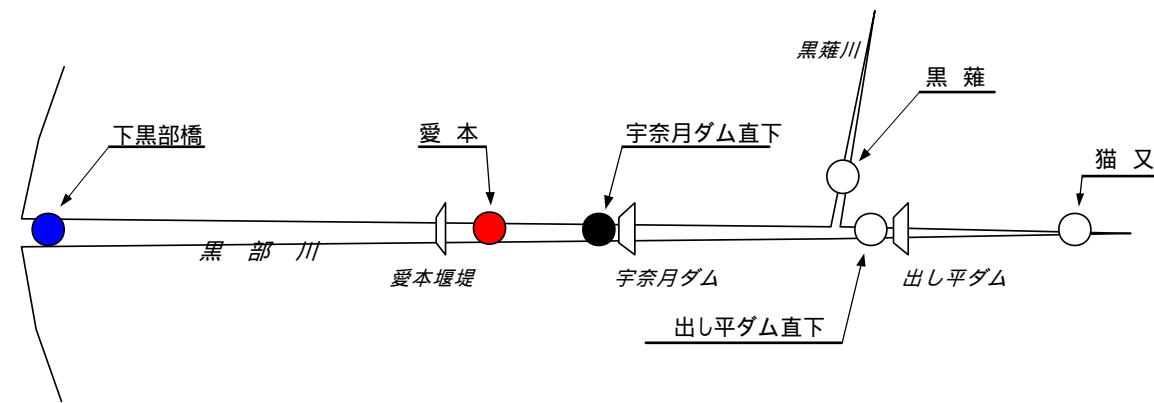 黒薙川
黒 薙
下黒部橋
愛 本
宇奈月ダム直下
猫 又
黒 部 川
愛本堰堤
宇奈月ダム
出し平ダム
出し平ダム直下